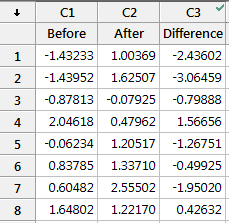 C1 C2 C3
Before After Difference
1 -1.43233 1.00369 -2.43602
2 -1.43952 1.62507 -3.06459
3 -0.87813 -0.07925 -0.79888
4 2.04618 0.47962 1.56656
5 -0.06234 1.20517 -1.26751
6 0.83785 1.33710 -0.49925
7 0.60482 2.55502 -1.95020
8 1.64802 1.22170 0.42632